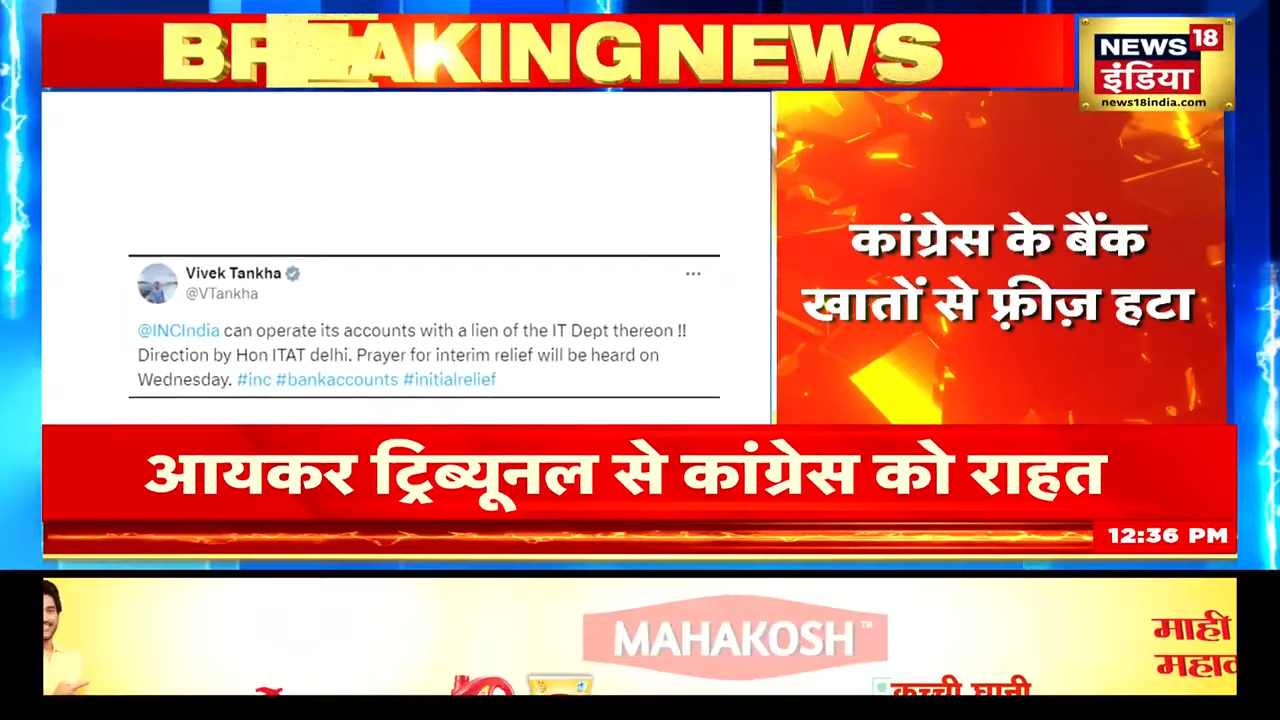 BREAKING NEWS
NEWS 18
इंडिया
news18india.com
Vivek Tankha
@VTankha
@INCIndia can operate its accounts with a lien of the IT Dept thereon !!
Direction by Hon ITAT delhi. Prayer for interim relief will be heard on
Wednesday. #inc #bankaccounts #initialrelief
कांग्रेस के बैंक
खातों से फ़्रीज़ हटा
आयकर ट्रिब्यूनल से कांग्रेस को राहत
12:36 PM
MAHAKOSH™
माही
कच्ची घानी